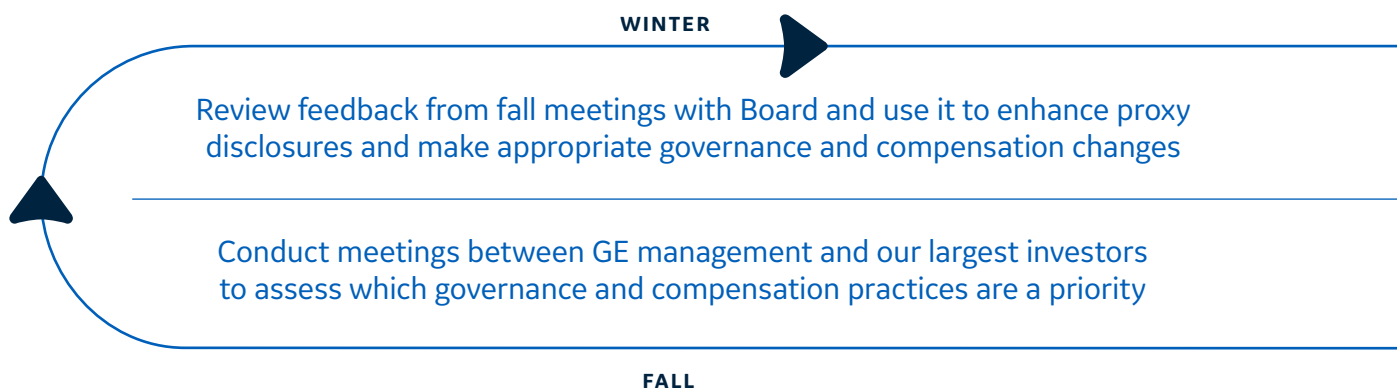 WINTER
Review feedback from fall meetings with Board and use it to enhance proxy
disclosures and make appropriate governance and compensation changes
Conduct meetings between GE management and our largest investors
to assess which governance and compensation practices are a priority
FALL